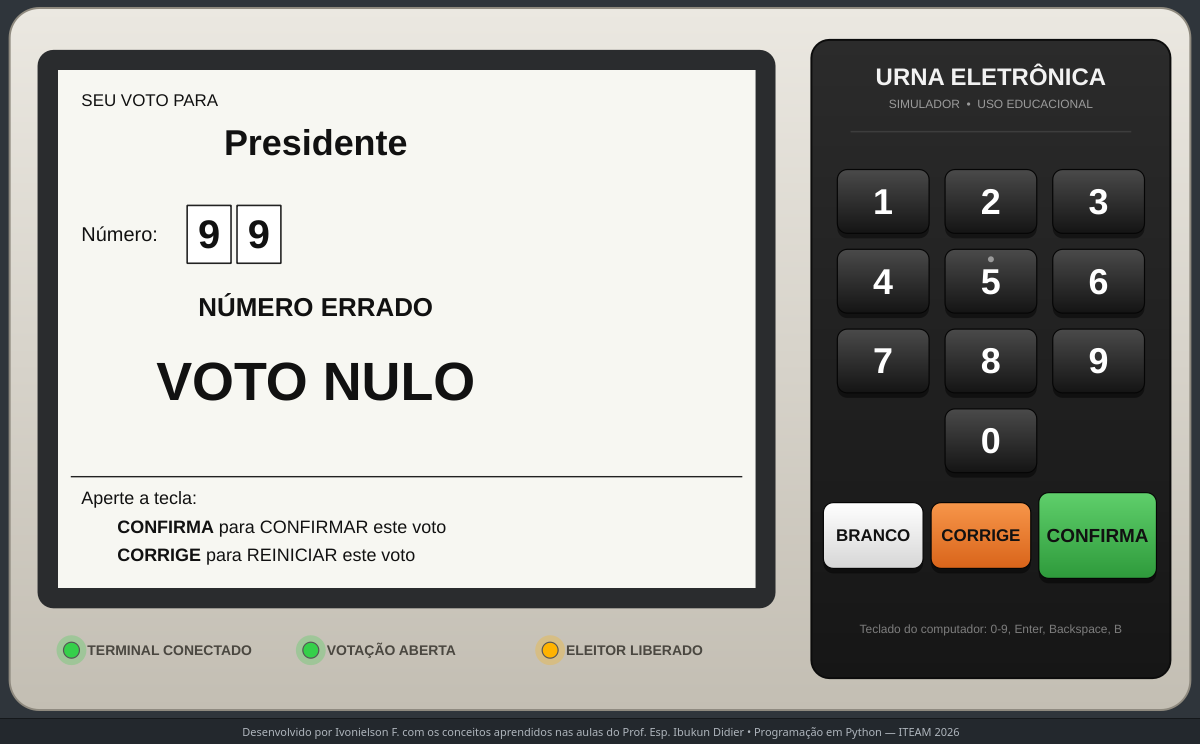 SEU VOTO PARA
Presidente
Número: 9 9
NÚMERO ERRADO
VOTO NULO
Aperte a tecla:
CONFIRMA para CONFIRMAR este voto
CORRIGE para REINICIAR este voto
TERMINAL CONECTADO
VOTAÇÃO ABERTA
ELEITOR LIBERADO
URNA ELETRÔNICA
SIMULADOR • USO EDUCACIONAL
1 2 3
4 5 6
7 8 9
0
BRANCO CORRIGE CONFIRMA
Teclado do computador: 0-9, Enter, Backspace, B
Desenvolvido por Ivonielson F. com os conceitos aprendidos nas aulas do Prof. Esp. Ibukun Didier • Programação em Python — ITEAM 2026